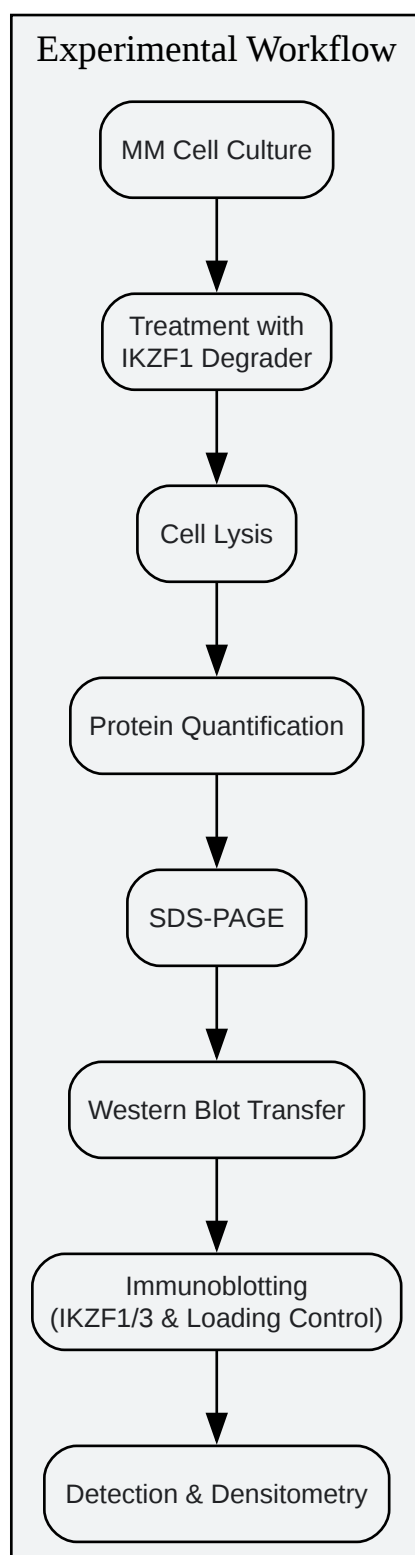 Experimental Workflow
MM Cell Culture
Treatment with
IKZF1 Degrader
Cell Lysis
Protein Quantification
SDS-PAGE
Western Blot Transfer
Immunoblotting
(IKZF1/3 & Loading Control)
Detection & Densitometry